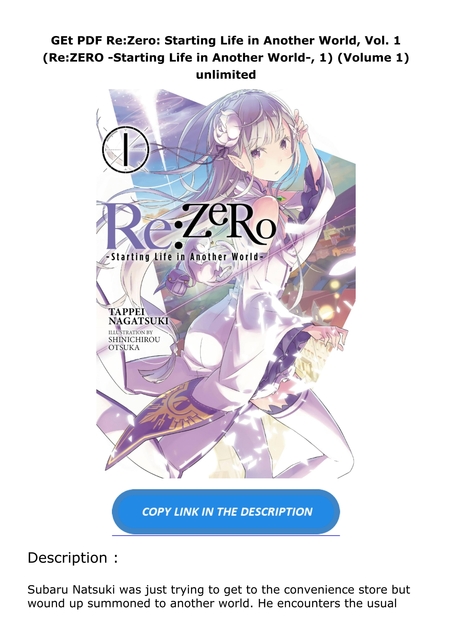 GEt PDF Re:Zero: Starting Life in Another World, Vol. 1
(Re:ZERO -Starting Life in Another World-, 1) (Volume 1)
unlimited
1
Re:ZeRo
-Starting Life in Another World-
TAPPEI
NAGATSUKI
ILLUSTRATION BY
SHINICHIROU
OTSUKA
COPY LINK IN THE DESCRIPTION
Description :
Subaru Natsuki was just trying to get to the convenience store but
wound up summoned to another world. He encounters the usual